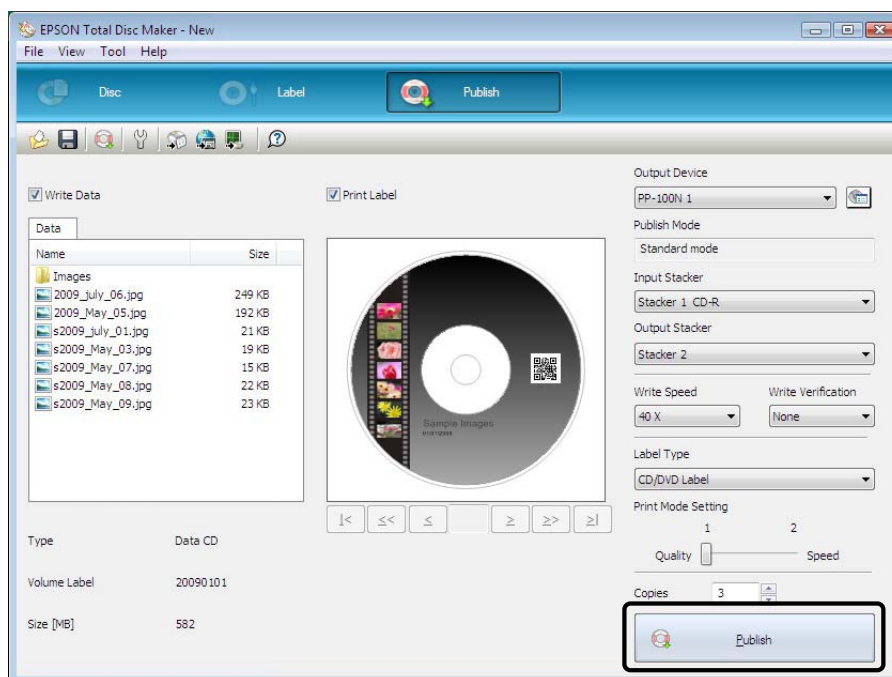 EPSON Total Disc Maker - New
File View Tool Help
Disc Label Publish
Write Data
Data
Name Size
Images
2009_july_06.jpg 249 KB
2009_May_05.jpg 192 KB
s2009_july_01.jpg 21 KB
s2009_May_03.jpg 19 KB
s2009_May_07.jpg 15 KB
s2009_May_08.jpg 22 KB
s2009_May_09.jpg 23 KB
Type Data CD
Volume Label 20090101
Size [MB] 582
Print Label
Sample Images
|< << < > >> >|
Output Device
PP-100N 1
Publish Mode
Standard mode
Input Stacker
Stacker 1 CD-R
Output Stacker
Stacker 2
Write Speed Write Verification
40 X None
Label Type
CD/DVD Label
Print Mode Setting
1 2
Quality Speed
Copies 3
Publish